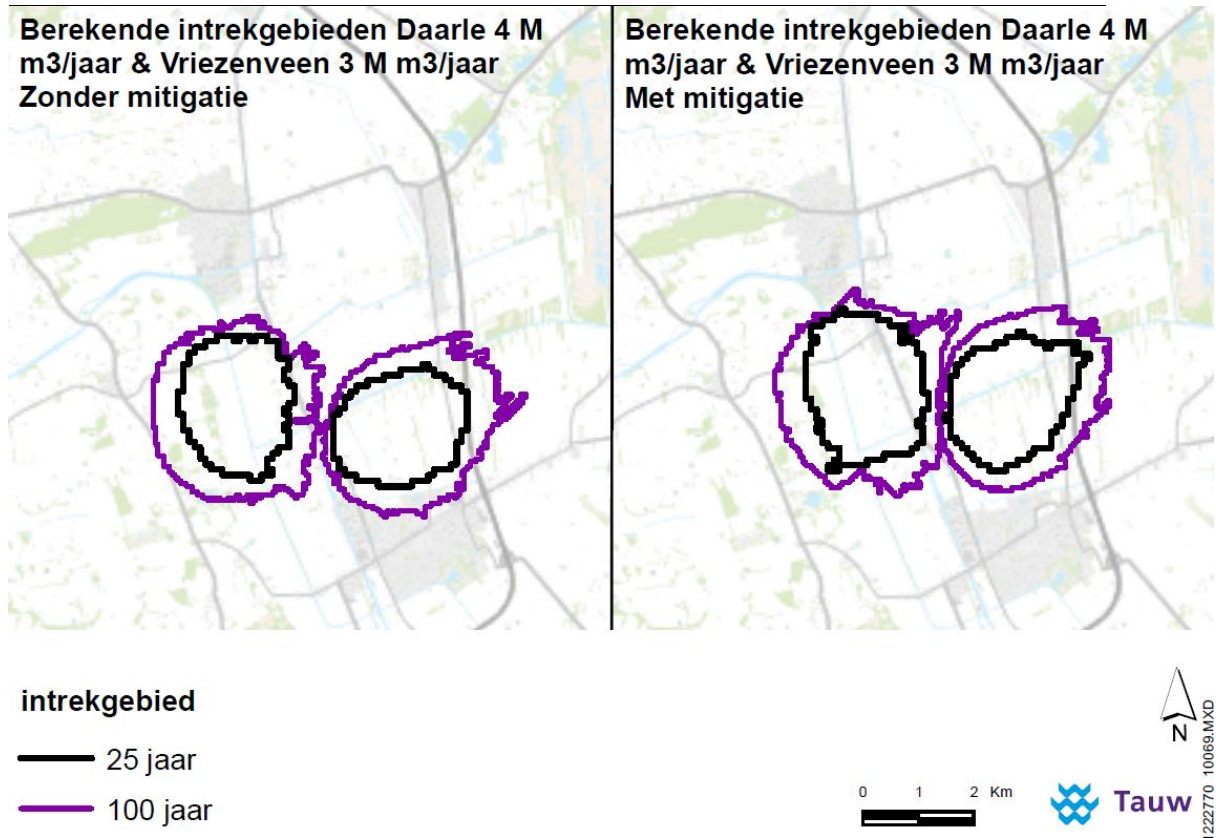 Berekende intrekgebieden Daarle 4 M
m3/jaar & Vriezenveen 3 M m3/jaar
Zonder mitigatie
Berekende intrekgebieden Daarle 4 M
m3/jaar & Vriezenveen 3 M m3/jaar
Met mitigatie
intrekgebied
25 jaar
100 jaar
0 1 2 Km
N
Tauw
10069.MXD